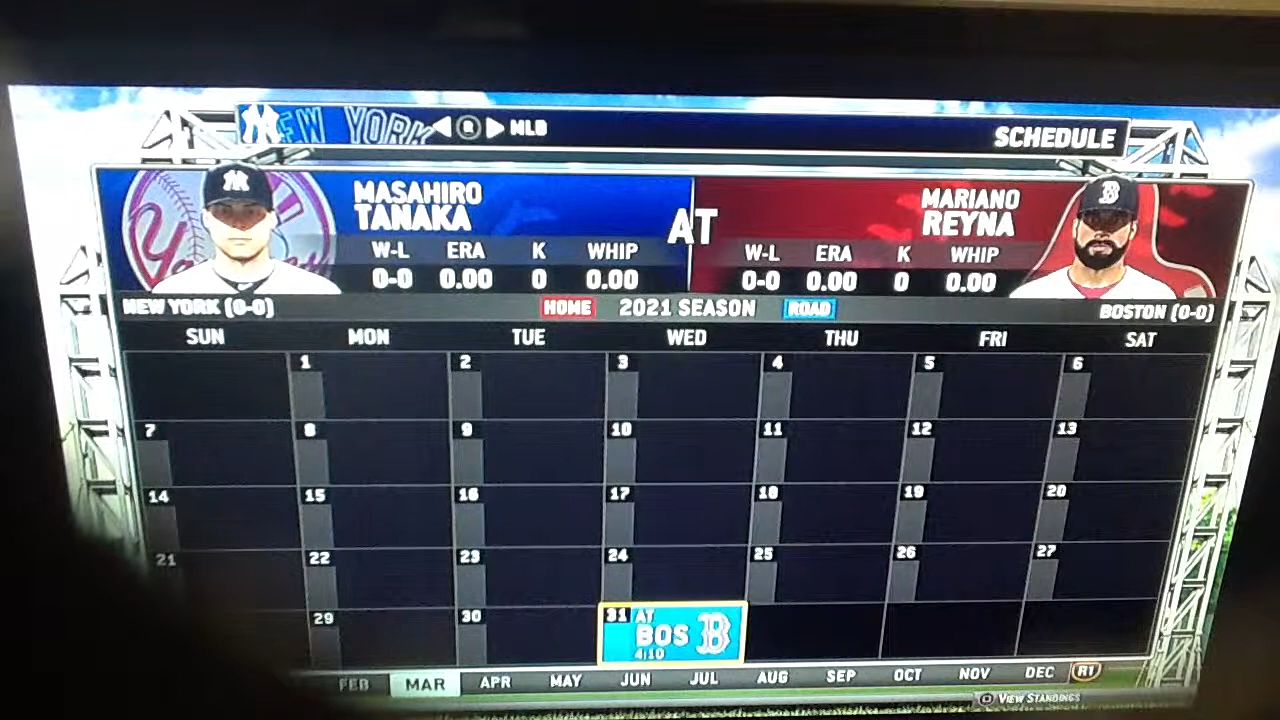 NEW YORK R MLB
SCHEDULE
MASAHIRO
TANAKA
W-L ERA K WHIP
0-0 0.00 0 0.00
AT
MARIANO
REYNA
W-L ERA K WHIP
0-0 0.00 0 0.00
NEW YORK (0-0) HOME 2021 SEASON ROAD BOSTON (0-0)
SUN MON TUE WED THU FRI SAT
1 2 3 4 5 6
7 8 9 10 11 12 13
14 15 16 17 18 19 20
21 22 23 24 25 26 27
29 30 31 AT
BOS B
4:10
FEB MAR APR MAY JUN JUL AUG SEP OCT NOV DEC RT
VIEW STANDINGS